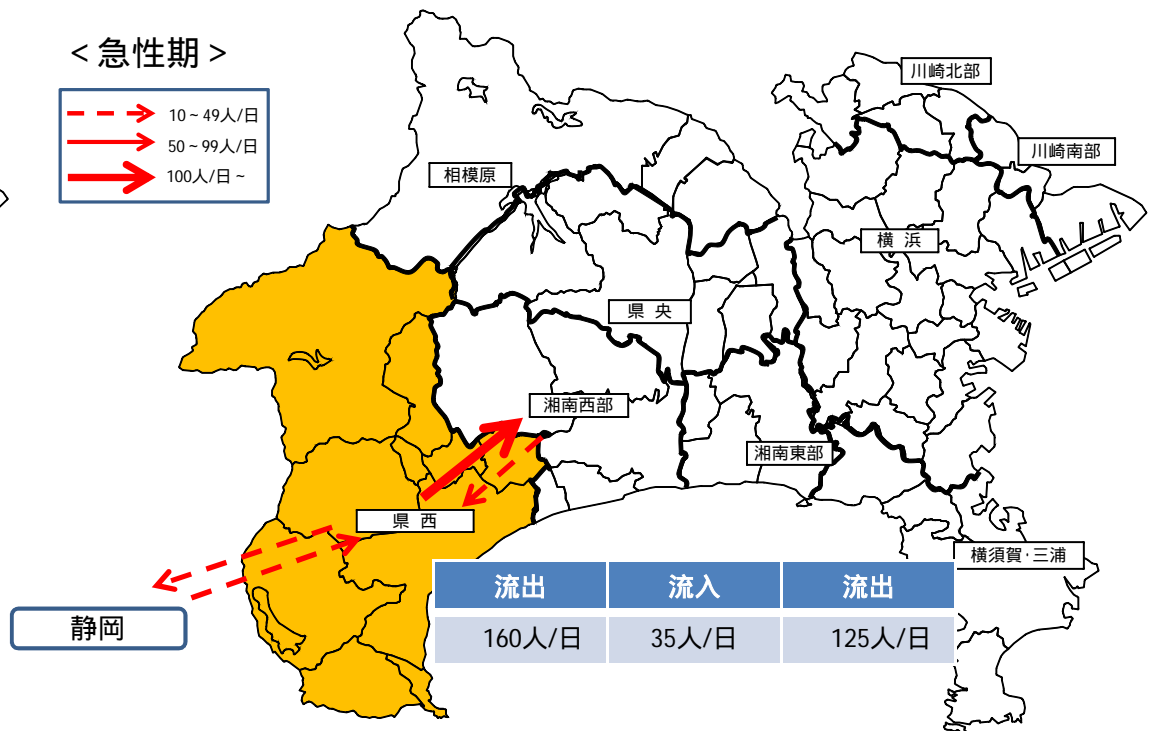 ＜急性期＞
10～49人/日
50～99人/日
100人/日～
川崎北部
川崎南部
相模原
横 浜
県 央
湘南西部
湘南東部
県 西
横須賀・三浦
静岡
流出 流入 流出
160人/日 35人/日 125人/日